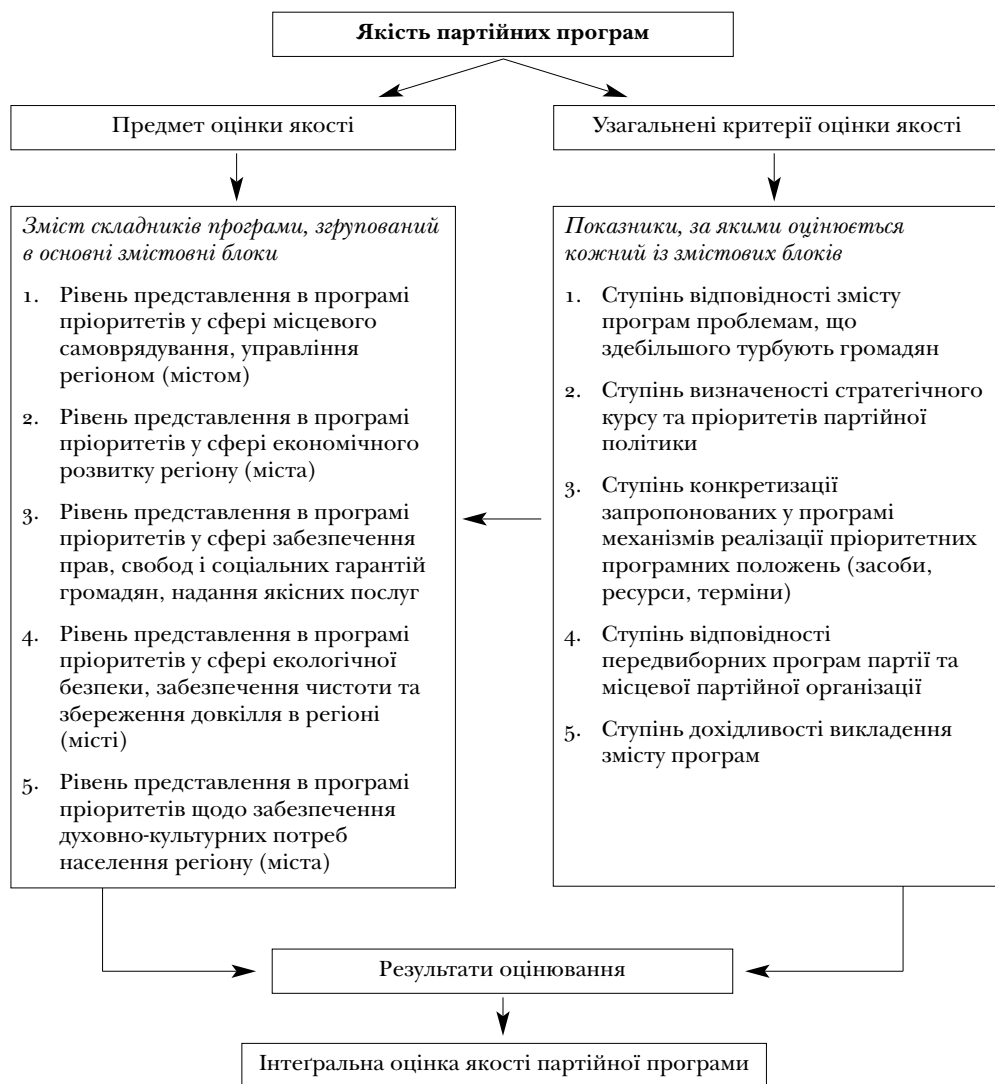 Якість партійних програм
Предмет оцінки якості
Узагальнені критерії оцінки якості
Зміст складників програми, згрупований
в основні змістовні блоки
1. Рівень представлення в програмі
пріоритетів у сфері місцевого
самоврядування, управління
регіоном (містом)
2. Рівень представлення в програмі
пріоритетів у сфері економічного
розвитку регіону (міста)
3. Рівень представлення в програмі
пріоритетів у сфері забезпечення
прав, свобод і соціальних гарантій
громадян, надання якісних послуг
4. Рівень представлення в програмі
пріоритетів у сфері екологічної
безпеки, забезпечення чистоти та
збереження довкілля в регіоні
(місті)
5. Рівень представлення в програмі
пріоритетів щодо забезпечення
духовно-культурних потреб
населення регіону (міста)
Показники, за якими оцінюється
кожний із змістових блоків
1. Ступінь відповідності змісту
програм проблемам, що
здебільшого турбують громадян
2. Ступінь визначеності стратегічного
курсу та пріоритетів партійної
політики
3. Ступінь конкретизації
запропонованих у програмі
механізмів реалізації пріоритетних
програмних положень (засоби,
ресурси, терміни)
4. Ступінь відповідності
передвиборних програм партії та
місцевої партійної організації
5. Ступінь дохідливості викладення
змісту програм
Результати оцінювання
Інтеґральна оцінка якості партійної програми